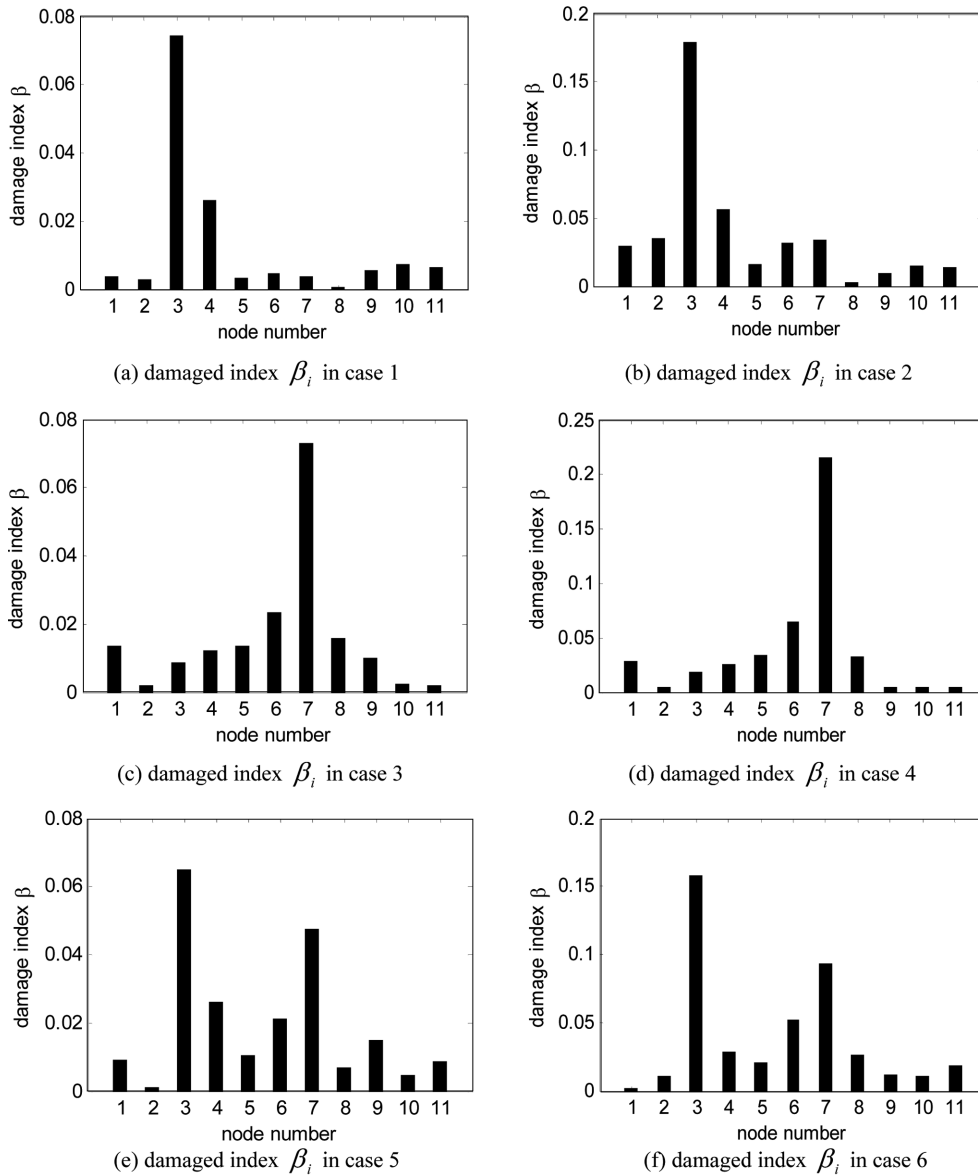 0.08
0.06
0.04
0.02
0
damage index β
1 2 3 4 5 6 7 8 9 10 11
node number
(a) damaged index βi in case 1
0.2
0.15
0.1
0.05
0
damage index β
1 2 3 4 5 6 7 8 9 10 11
node number
(b) damaged index βi in case 2
0.08
0.06
0.04
0.02
0
damage index β
1 2 3 4 5 6 7 8 9 10 11
node number
(c) damaged index βi in case 3
0.25
0.2
0.15
0.1
0.05
0
damage index β
1 2 3 4 5 6 7 8 9 10 11
node number
(d) damaged index βi in case 4
0.08
0.06
0.04
0.02
0
damage index β
1 2 3 4 5 6 7 8 9 10 11
node number
(e) damaged index βi in case 5
0.2
0.15
0.1
0.05
0
damage index β
1 2 3 4 5 6 7 8 9 10 11
node number
(f) damaged index βi in case 6